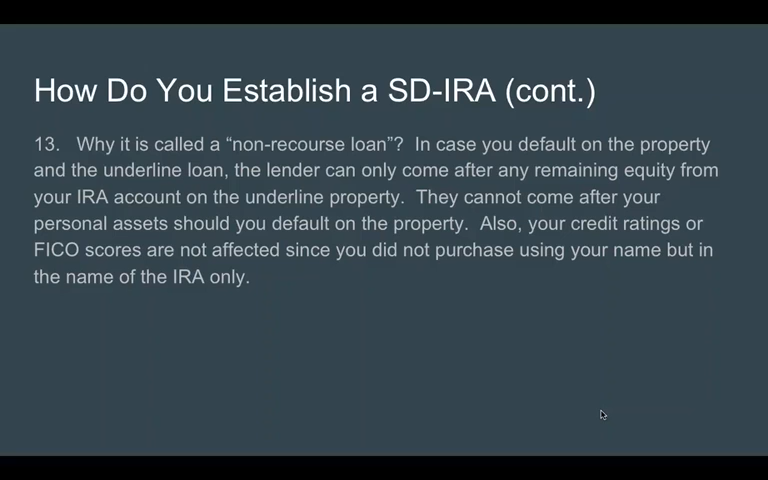 How Do You Establish a SD-IRA (cont.)
13. Why it is called a “non-recourse loan”? In case you default on the property
and the underline loan, the lender can only come after any remaining equity from
your IRA account on the underline property. They cannot come after your
personal assets should you default on the property. Also, your credit ratings or
FICO scores are not affected since you did not purchase using your name but in
the name of the IRA only.